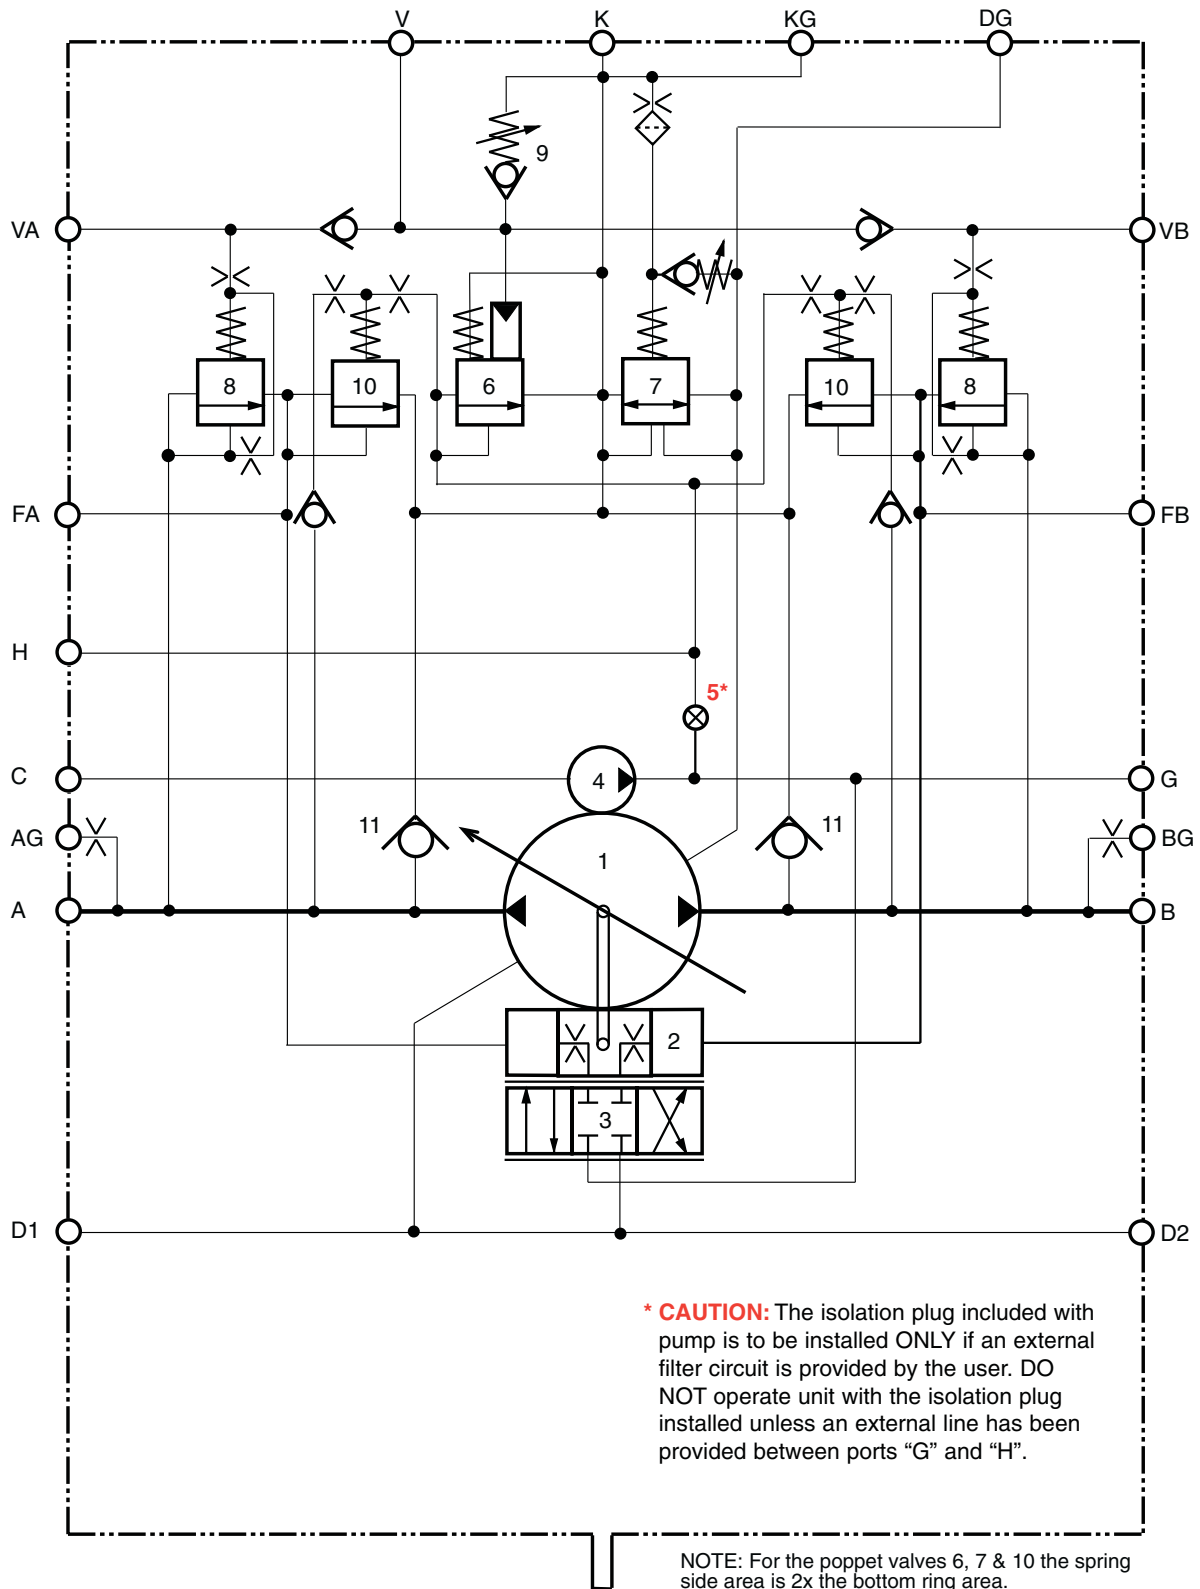 V K KG DG
9
VA VB
8 10 6 7 10 8
FA FB
H
5*
C 4 G
AG 11 1 11 BG
A B
2
3
D1 D2
* CAUTION: The isolation plug included with
pump is to be installed ONLY if an external
filter circuit is provided by the user. DO
NOT operate unit with the isolation plug
installed unless an external line has been
provided between ports “G” and “H”.
NOTE: For the poppet valves 6, 7 & 10 the spring
side area is 2x the bottom ring area.